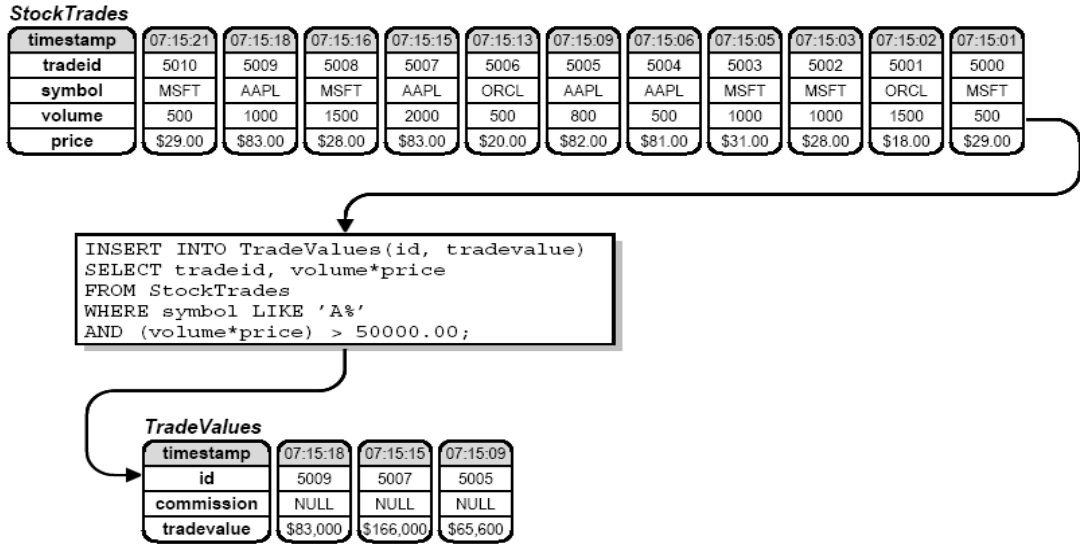 StockTrades
timestamp 07:15:21 07:15:18 07:15:16 07:15:15 07:15:13 07:15:09 07:15:06 07:15:05 07:15:03 07:15:02 07:15:01
tradeid 5010 5009 5008 5007 5006 5005 5004 5003 5002 5001 5000
symbol MSFT AAPL MSFT AAPL ORCL AAPL AAPL MSFT MSFT ORCL MSFT
volume 500 1000 1500 2000 500 800 500 1000 1000 1500 500
price $29.00 $83.00 $28.00 $83.00 $20.00 $82.00 $81.00 $31.00 $28.00 $18.00 $29.00
INSERT INTO TradeValues(id, tradevalue)
SELECT tradeid, volume*price
FROM StockTrades
WHERE symbol LIKE ’A%’
AND (volume*price) > 50000.00;
TradeValues
timestamp 07:15:18 07:15:15 07:15:09
id 5009 5007 5005
commission NULL NULL NULL
tradevalue $83,000 $166,000 $65,600